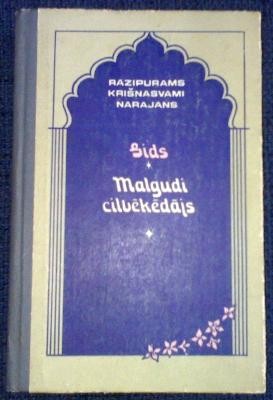 RAZIPURAMS
KRIŠNASVAMI
NARAJANS
Gids
Malgudi
cilvēkēdājs